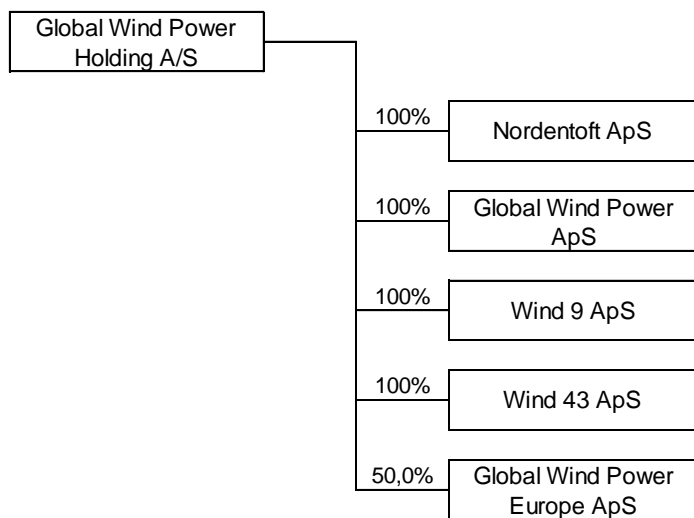 Global Wind Power
Holding A/S
100%
Nordentoft ApS
100%
Global Wind Power
ApS
100%
Wind 9 ApS
100%
Wind 43 ApS
50,0%
Global Wind Power
Europe ApS